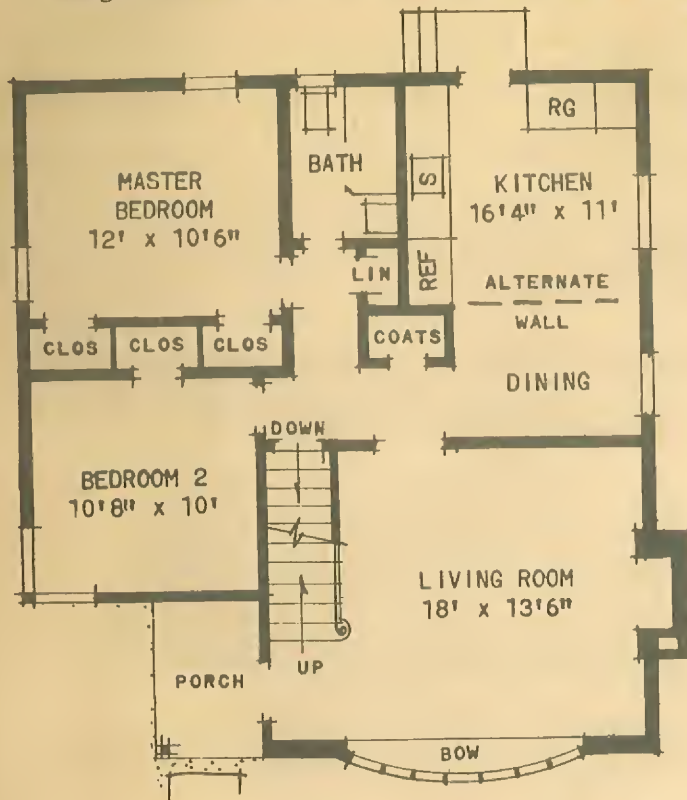 RG
BATH
MASTER
BEDROOM
12' x 10'6"
S
KITCHEN
16'4" x 11'
LIN
REF
ALTERNATE
WALL
CLOS
CLOS
CLOS
COATS
DINING
DOWN
BEDROOM 2
10'8" x 10'
LIVING ROOM
18' x 13'6"
UP
PORCH
BOW